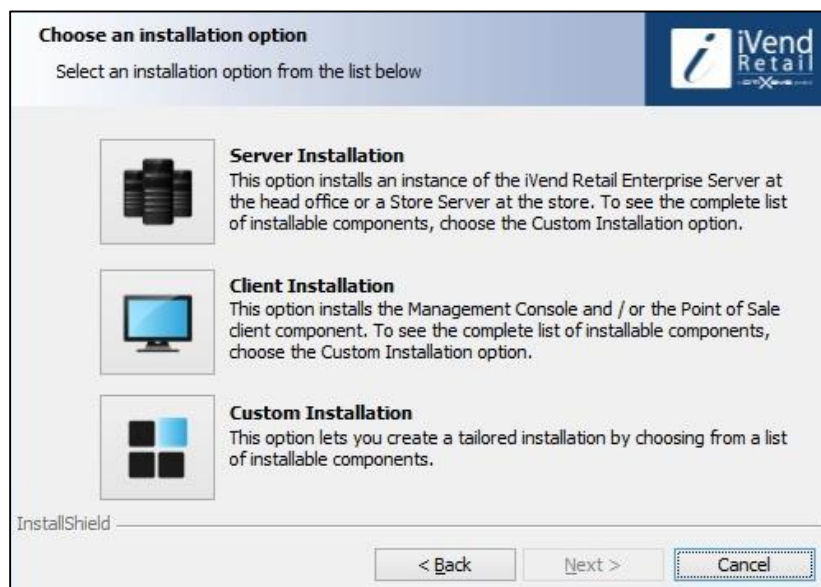 Choose an installation option
Select an installation option from the list below
iVend
Retail
Server Installation
This option installs an instance of the iVend Retail Enterprise Server at
the head office or a Store Server at the store. To see the complete list
of installable components, choose the Custom Installation option.
Client Installation
This option installs the Management Console and / or the Point of Sale
client component. To see the complete list of installable components,
choose the Custom Installation option.
Custom Installation
This option lets you create a tailored installation by choosing from a list
of installable components.
InstallShield
< Back
Next >
Cancel